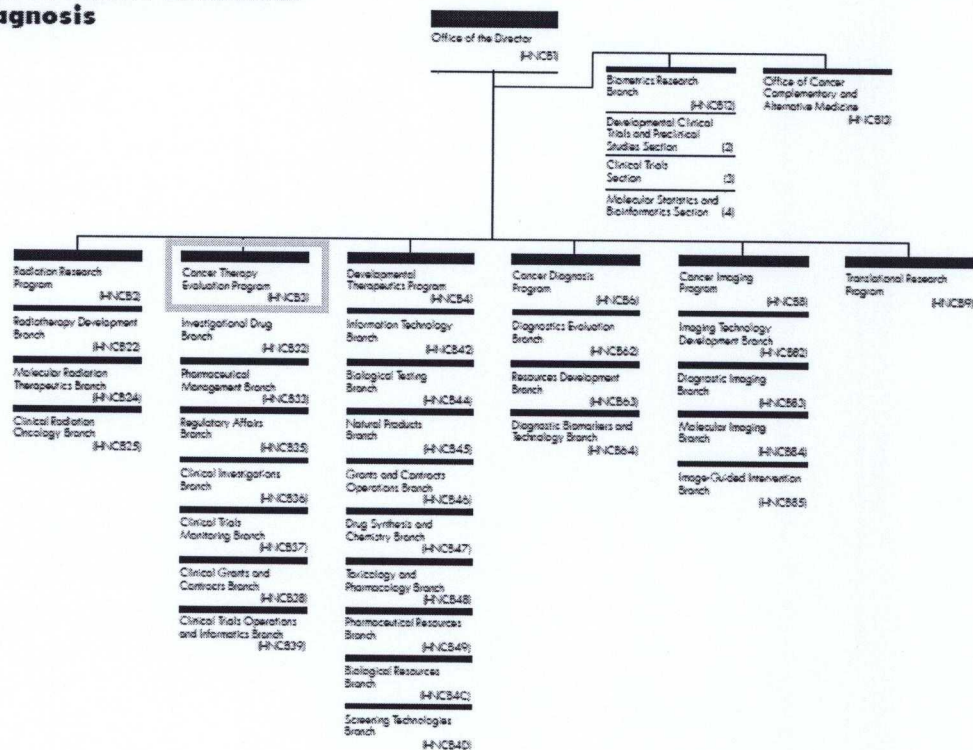 agnosis
Office of the Director
(HNCB1)
Biometrics Research
Branch
(HNCB12)
Developmental Clinical
Trials and Preclinical
Studies Section (2)
Clinical Trials
Section (3)
Molecular Statistics and
Bioinformatics Section (4)
Office of Cancer
Complementary and
Alternative Medicine
(HNCB13)
Radiation Research
Program
(HNCB2)
Radiotherapy Development
Branch
(HNCB22)
Molecular Radiation
Therapeutics Branch
(HNCB24)
Clinical Radiation
Oncology Branch
(HNCB25)
Cancer Therapy
Evaluation Program
(HNCB3)
Investigational Drug
Branch
(HNCB32)
Pharmaceutical
Management Branch
(HNCB33)
Regulatory Affairs
Branch
(HNCB35)
Clinical Investigations
Branch
(HNCB36)
Clinical Trials
Monitoring Branch
(HNCB37)
Clinical Grants and
Contracts Branch
(HNCB38)
Clinical Trials Operations
and Informatics Branch
(HNCB39)
Developmental
Therapeutics Program
(HNCB4)
Information Technology
Branch
(HNCB42)
Biological Testing
Branch
(HNCB44)
Natural Products
Branch
(HNCB45)
Grants and Contracts
Operations Branch
(HNCB46)
Drug Synthesis and
Chemistry Branch
(HNCB47)
Toxicology and
Pharmacology Branch
(HNCB48)
Pharmaceutical Resources
Branch
(HNCB49)
Biological Resources
Branch
(HNCB4C)
Screening Technologies
Branch
(HNCB4D)
Cancer Diagnosis
Program
(HNCB6)
Diagnostics Evaluation
Branch
(HNCB62)
Resources Development
Branch
(HNCB63)
Diagnostic Biomarkers and
Technology Branch
(HNCB64)
Cancer Imaging
Program
(HNCB8)
Imaging Technology
Development Branch
(HNCB82)
Diagnostic Imaging
Branch
(HNCB83)
Molecular Imaging
Branch
(HNCB84)
Image-Guided Intervention
Branch
(HNCB85)
Translational Research
Program
(HNCB9)